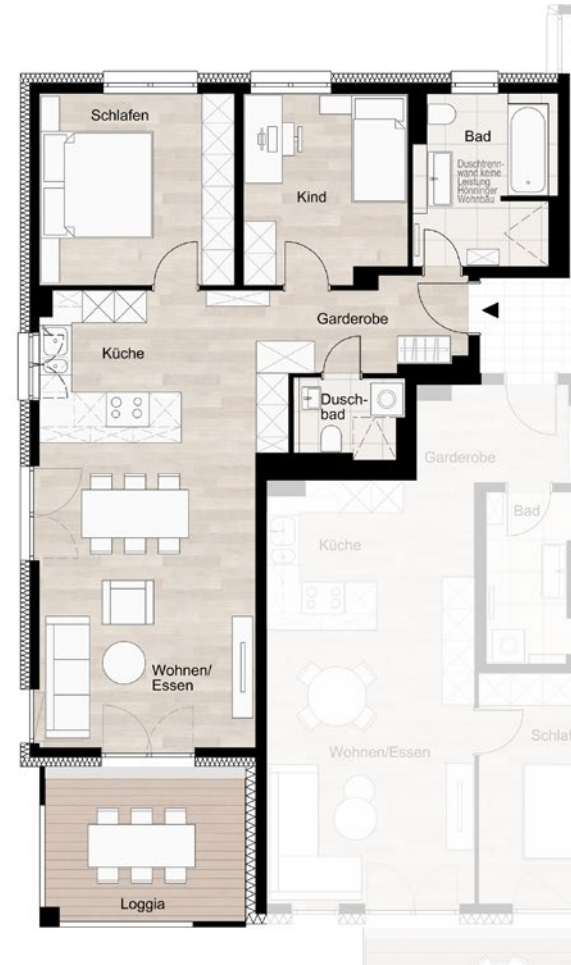 Schlafen
Kind
Bad
Duschtrenn-
wand keine
Leistung
Hönninger
Wohnbau
Garderobe
Küche
Dusch-
bad
Garderobe
Bad
Küche
Wohnen/
Essen
Wohnen/Essen
Schlaf
Loggia